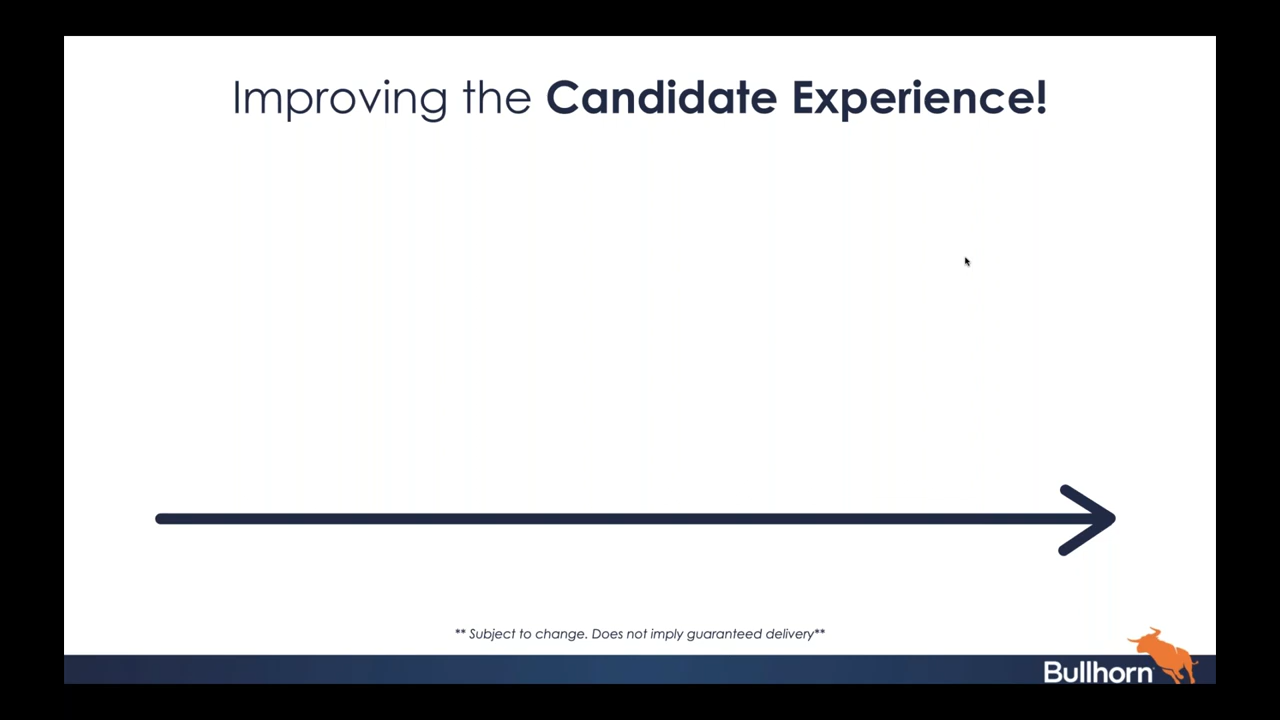 Improving the Candidate Experience!
** Subject to change. Does not imply guaranteed delivery**
Bullhorn